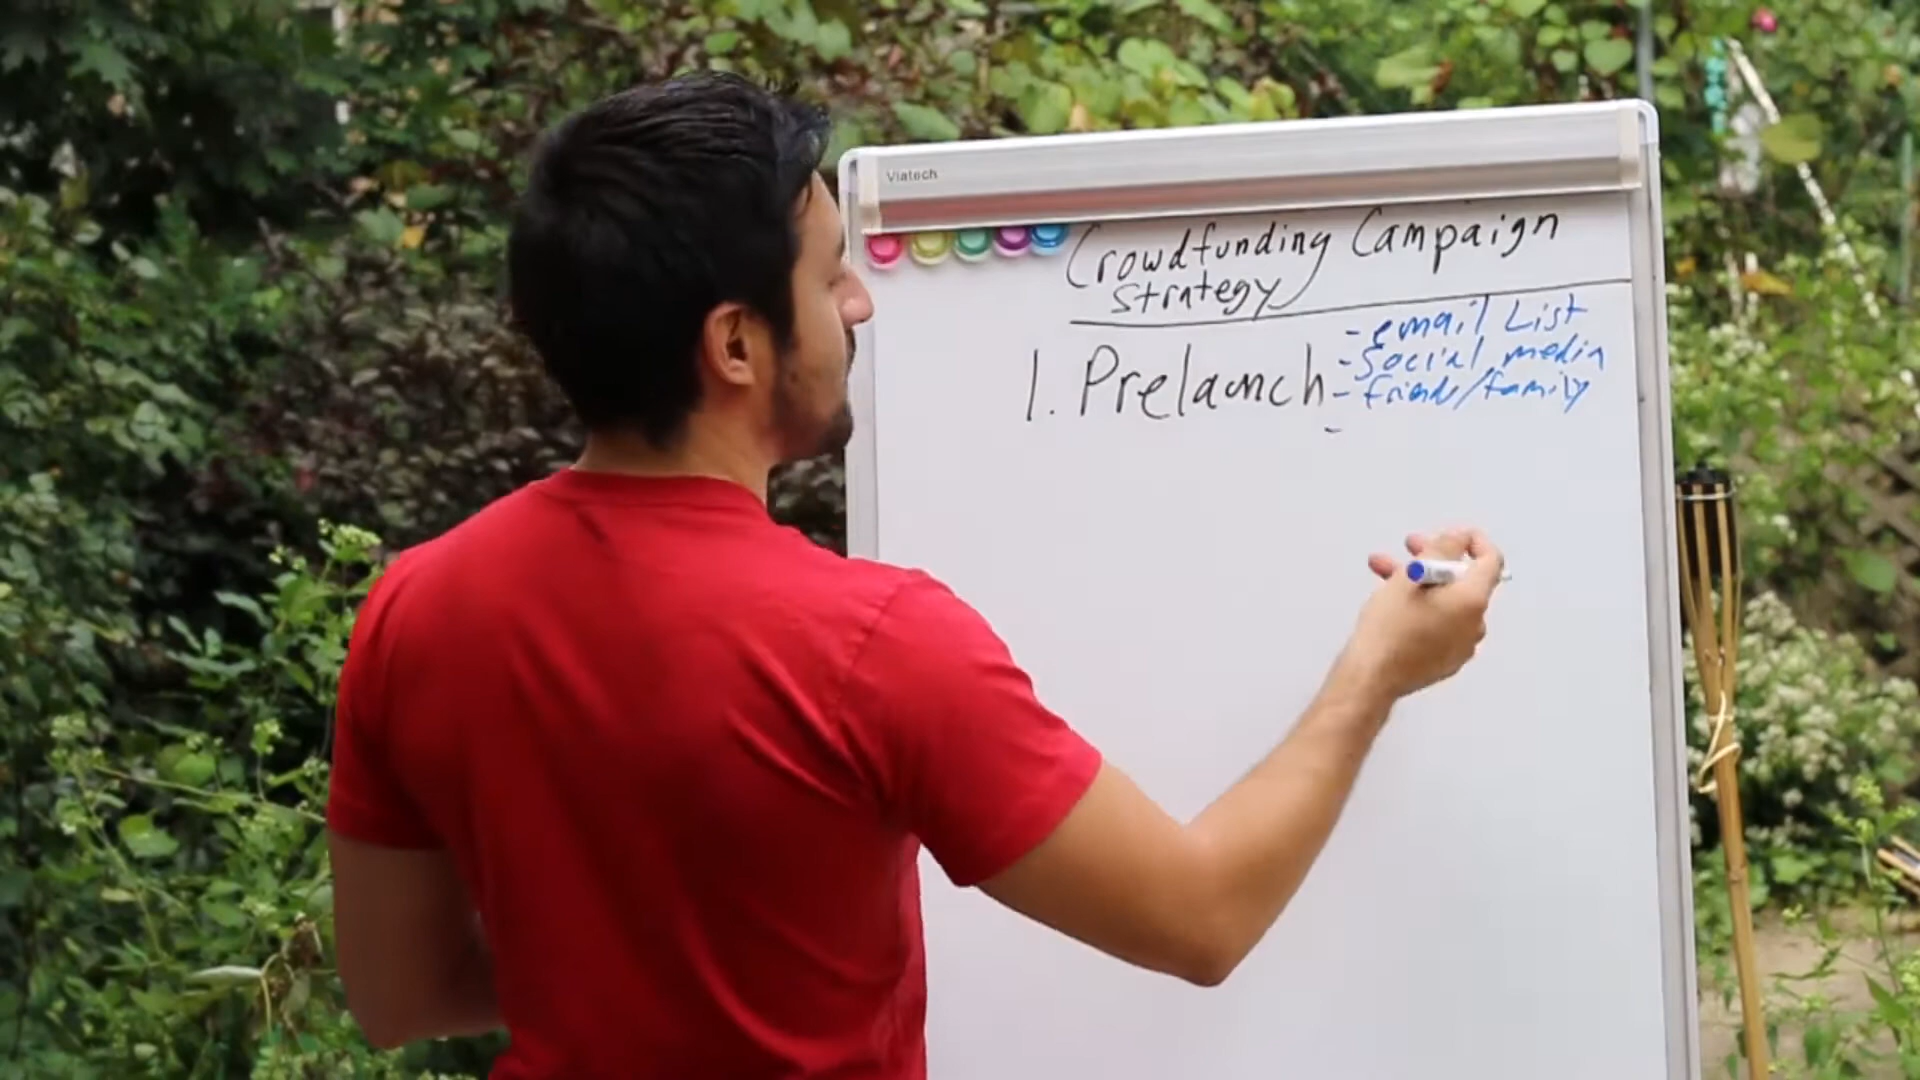 Viatech
Crowdfunding Campaign
Strategy
1. Prelaunch
- email List
- Social media
- friends/family
-